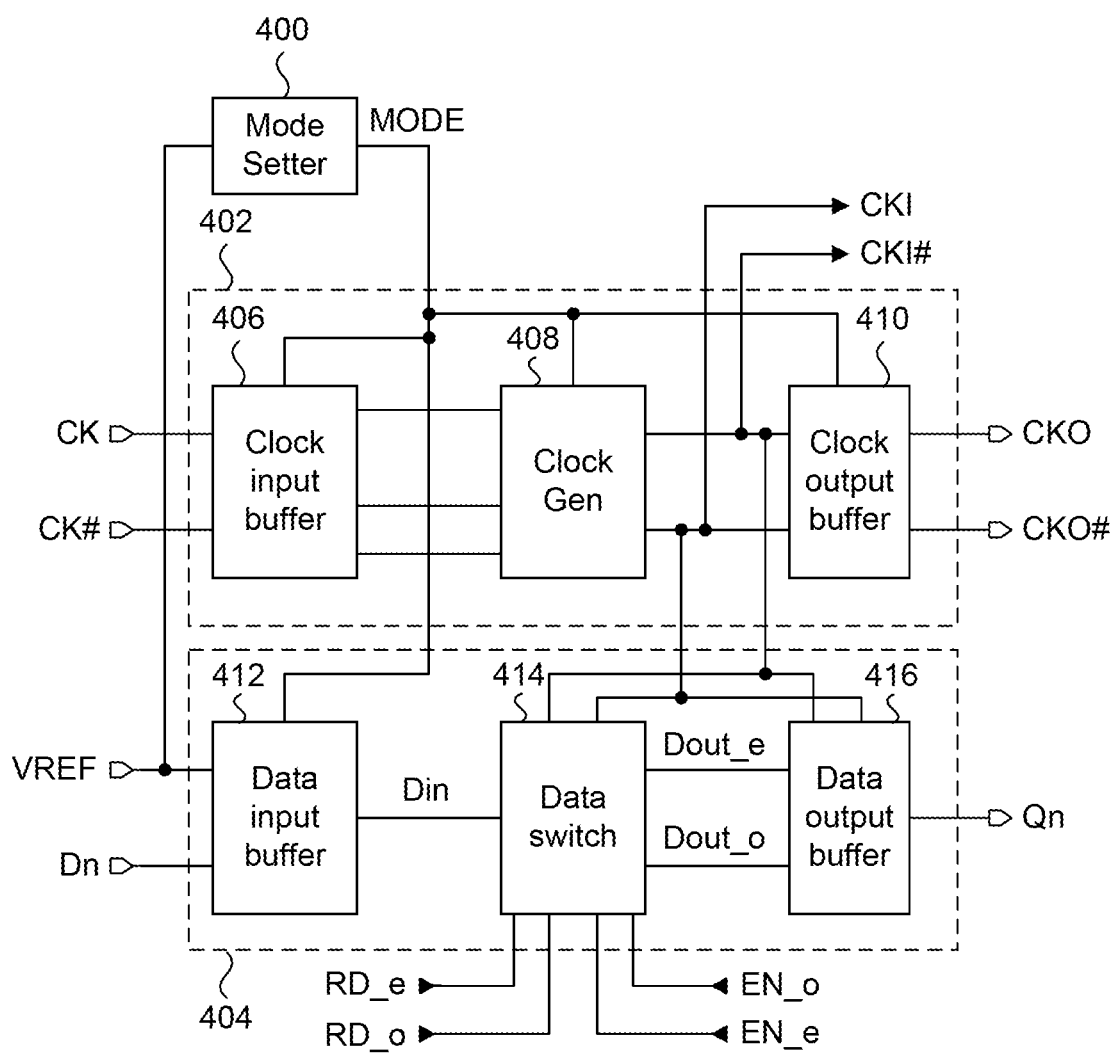 400
Mode
Setter
MODE
402
CKI
CKI#
406
408
410
CK
CK#
Clock
input
buffer
Clock
Gen
Clock
output
buffer
CKO
CKO#
412
414
416
VREF
Dn
Data
input
buffer
Din
Data
switch
Dout_e
Dout_o
Data
output
buffer
Qn
404
RD_e
RD_o
EN_o
EN_e